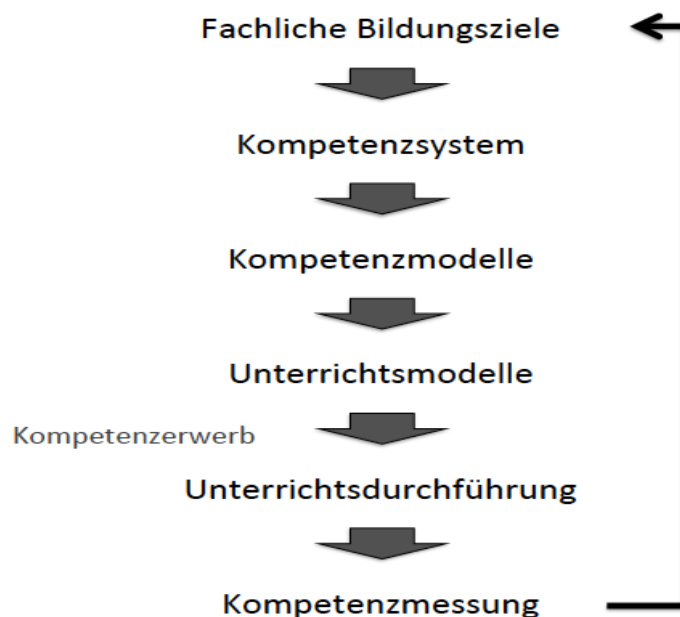 Fachliche Bildungsziele
Kompetenzsystem
Kompetenzmodelle
Unterrichtsmodelle
Kompetenzerwerb
Unterrichtsdurchführung
Kompetenzmessung